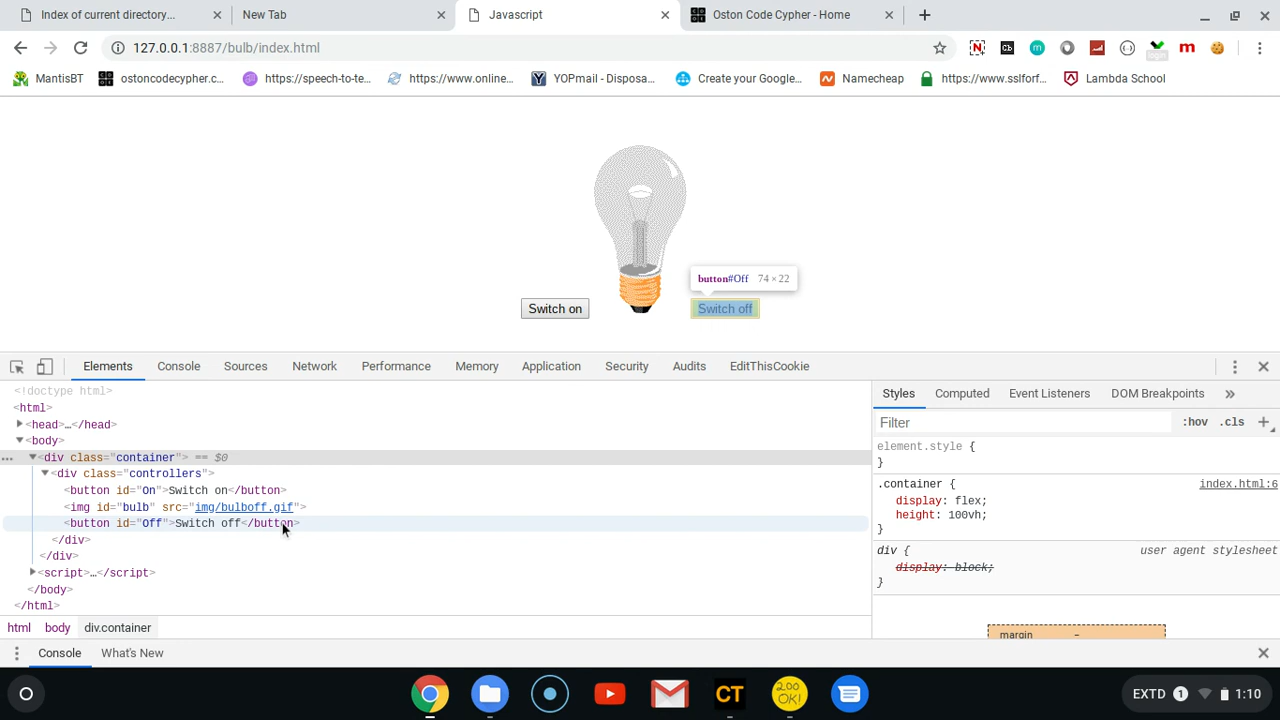 Index of current directory...
New Tab
Javascript
Oston Code Cypher - Home
127.0.0.1:8887/bulb/index.html
MantisBT
ostoncodecypher.c...
https://speech-to-te...
https://www.online...
YOPmail - Disposa...
Create your Google...
Namecheap
https://www.sslforf...
Lambda School
button#Off 74 × 22
Switch on
Switch off
Elements
Console
Sources
Network
Performance
Memory
Application
Security
Audits
EditThisCookie
<!doctype html>
<html>
<head>…</head>
<body>
<div class="container"> == $0
<div class="controllers">
<button id="On">Switch on</button>
<img id="bulb" src="img/bulboff.gif">
<button id="Off">Switch off</button>
</div>
</div>
<script>…</script>
</body>
</html>
html body div.container
Styles
Computed
Event Listeners
DOM Breakpoints
»
Filter
:hov .cls +
element.style {
}
.container { index.html:6
display: flex;
height: 100vh;
}
div { user agent stylesheet
display: block;
}
margin –
Console
What's New
CT
200 OK!
EXTD 1 1:10